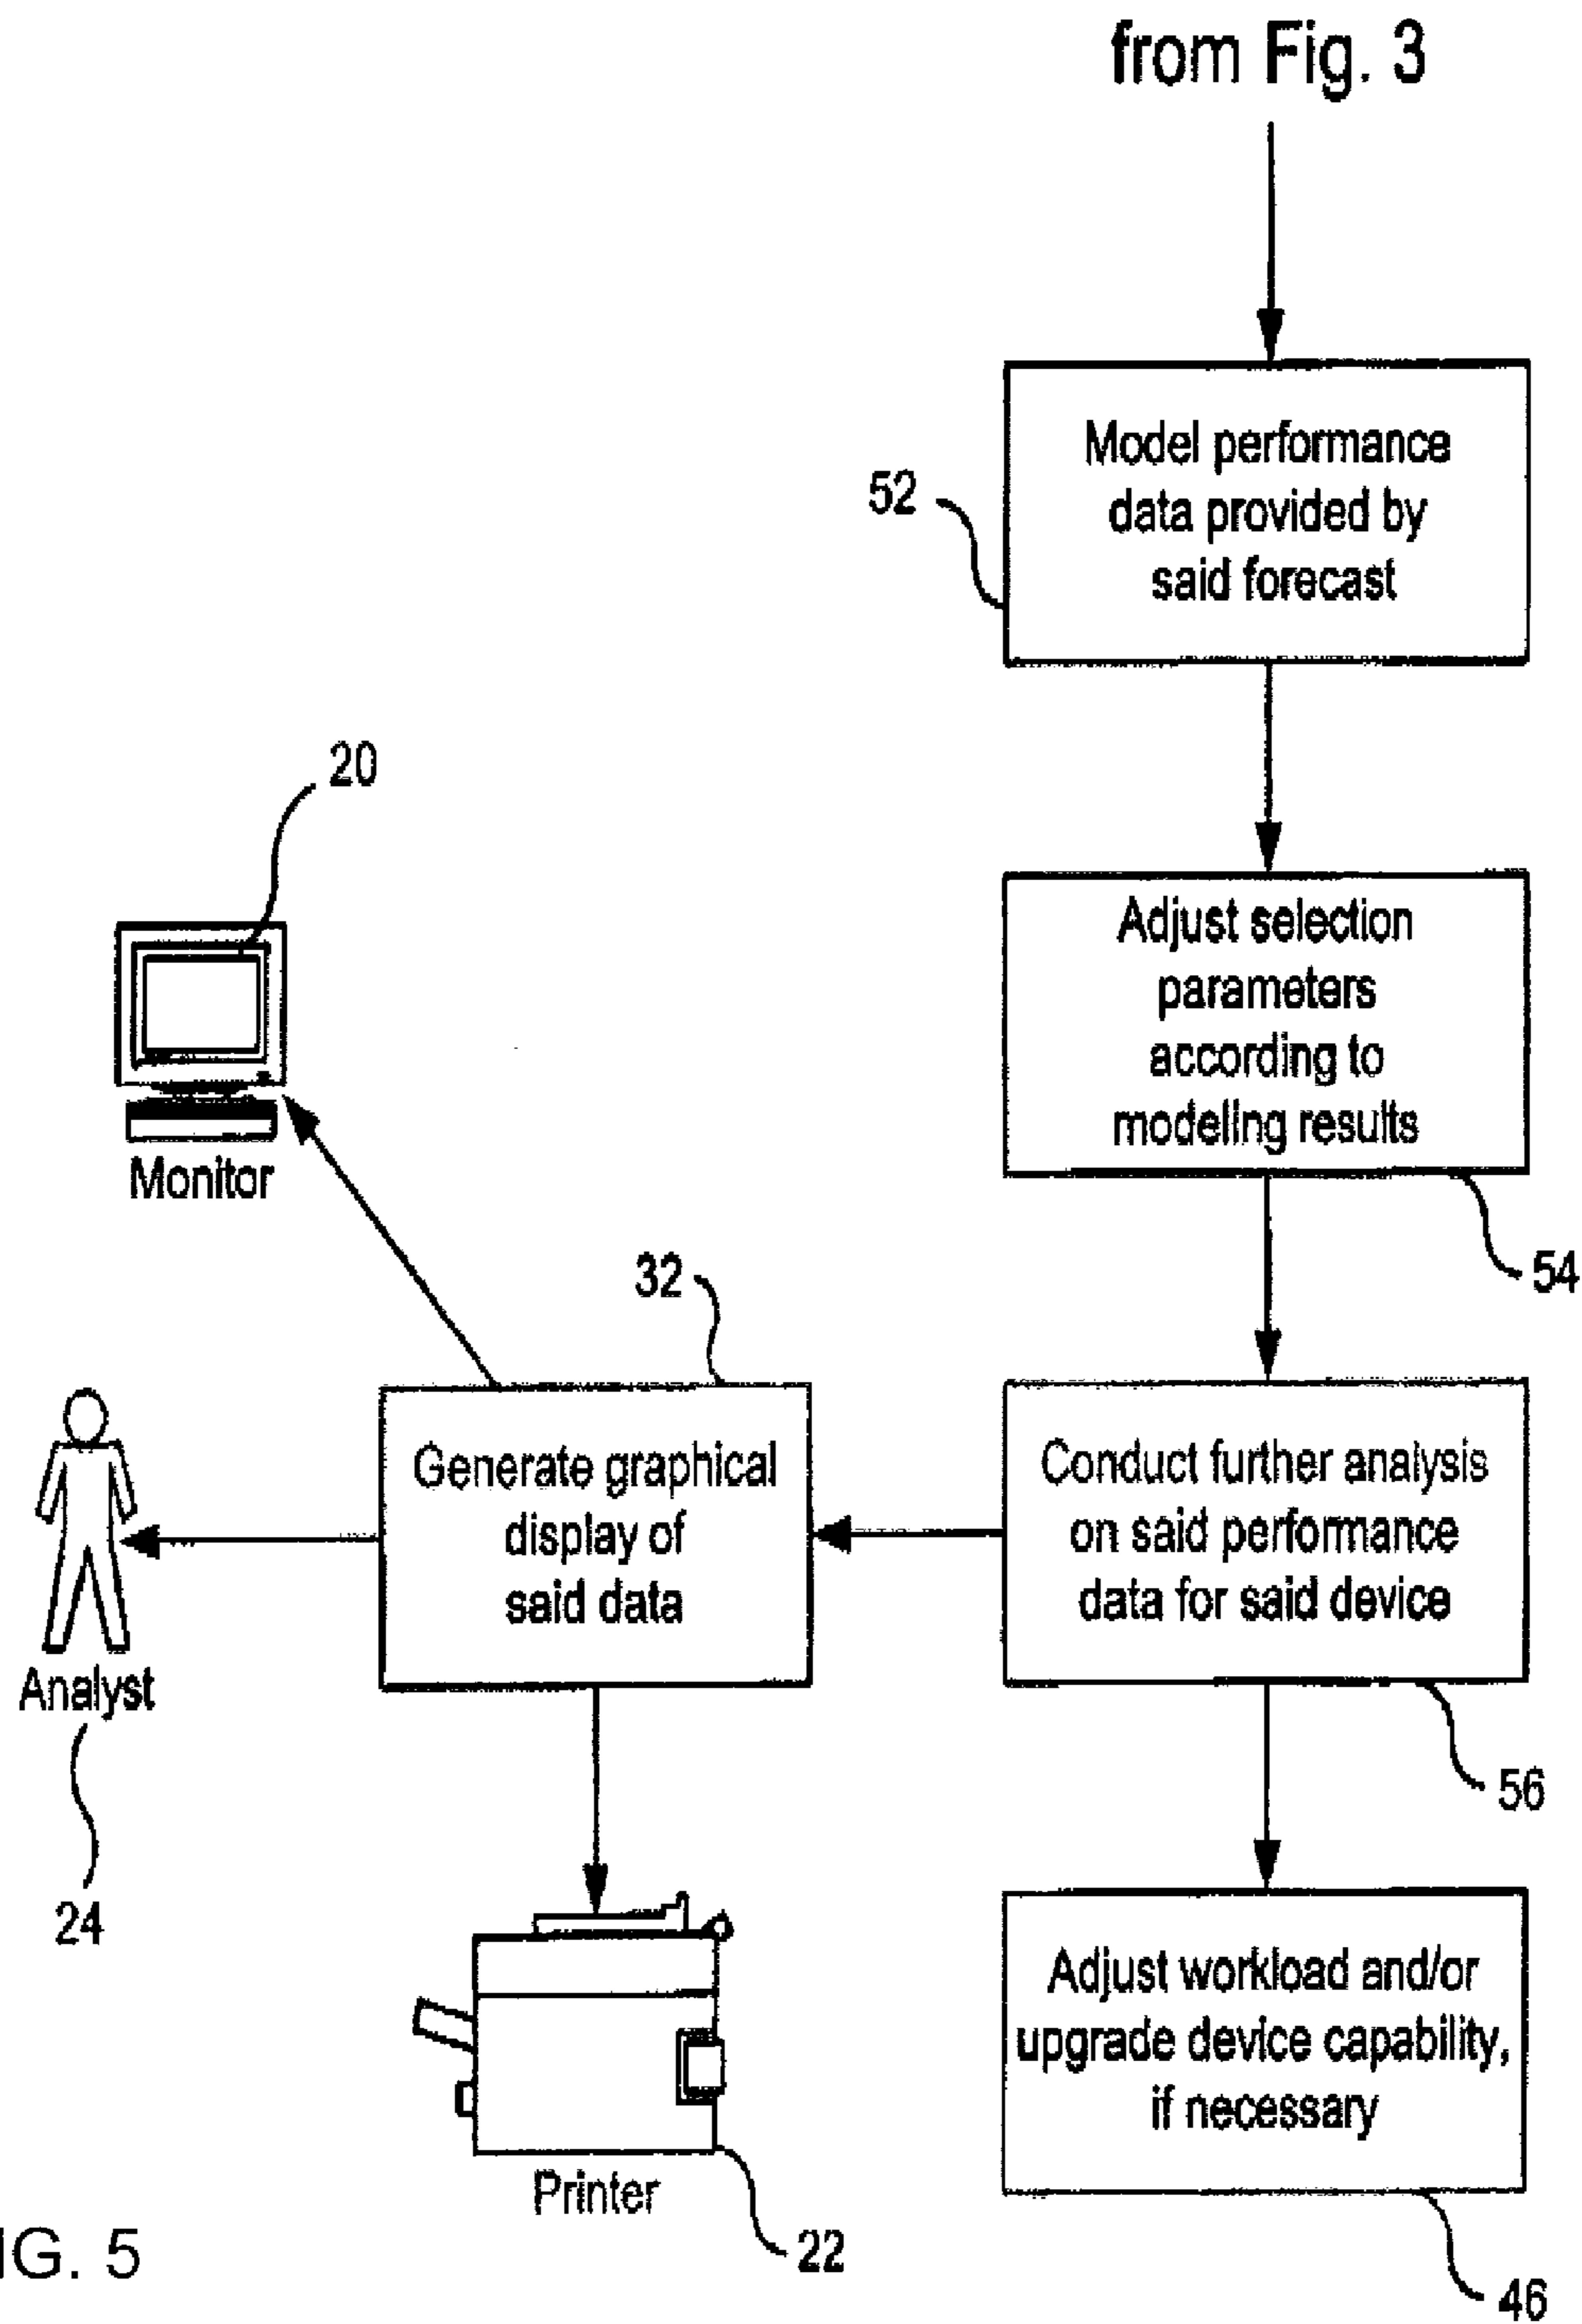 from Fig. 3
Model performance
data provided by
said forecast
52
Adjust selection
parameters
according to
modeling results
54
20
Monitor
32
Generate graphical
display of
said data
Conduct further analysis
on said performance
data for said device
56
Analyst
24
Printer
22
Adjust workload and/or
upgrade device capability,
if necessary
46
IG. 5